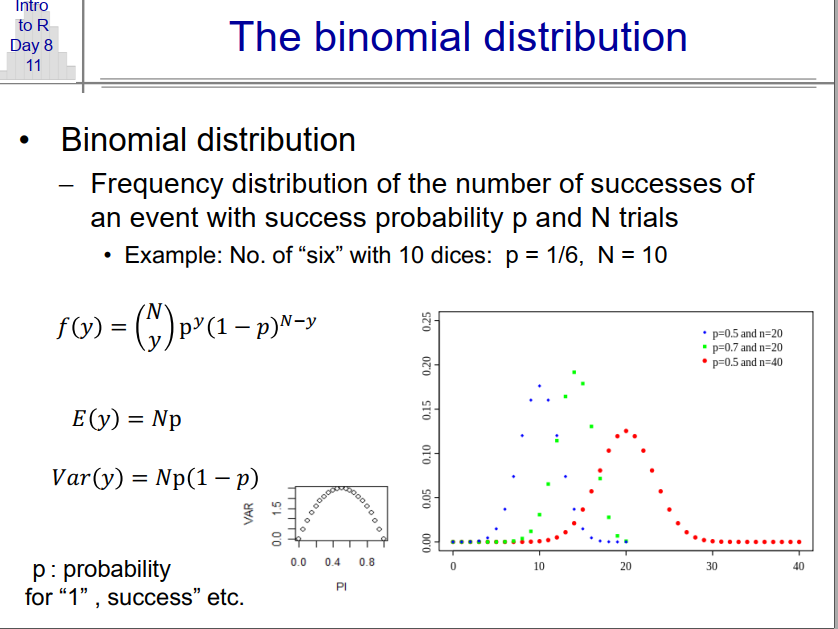 Intro
to R
Day 8
11
The binomial distribution
• Binomial distribution
– Frequency distribution of the number of successes of
an event with success probability p and N trials
• Example: No. of “six” with 10 dices: p = 1/6, N = 10
f(y) = (N y) p^y (1 − p)^{N−y}
E(y) = Np
Var(y) = Np(1 − p)
p : probability
for “1” , success” etc.
VAR
1.5
0.0
0.0 0.4 0.8
PI
0.25
0.20
0.15
0.10
0.05
0.00
p=0.5 and n=20
p=0.7 and n=20
p=0.5 and n=40
0 10 20 30 40